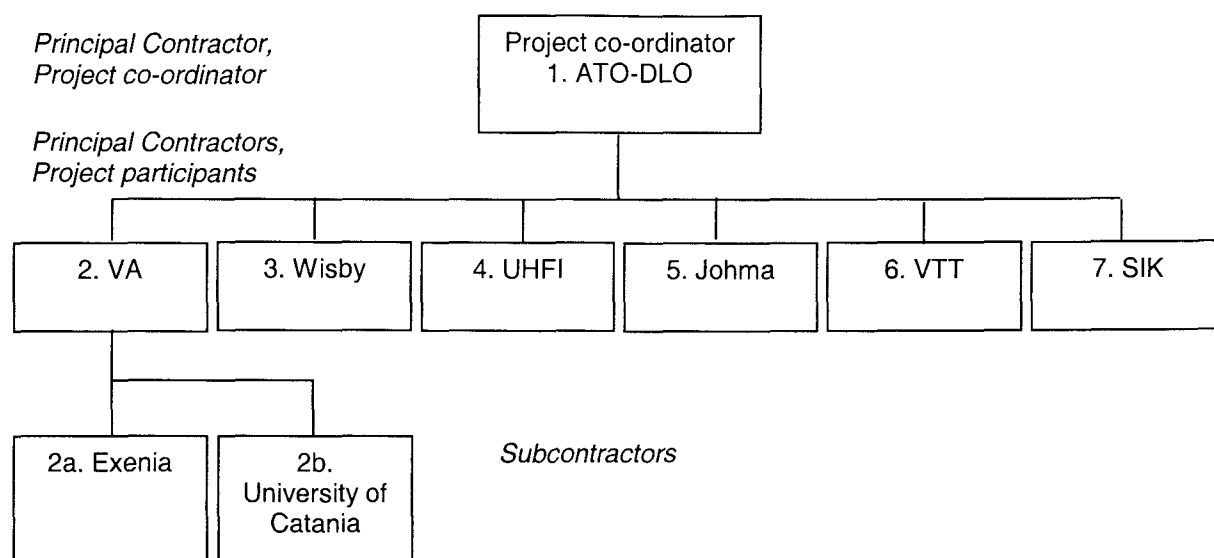 Principal Contractor,
Project co-ordinator
Project co-ordinator
1. ATO-DLO
Principal Contractors,
Project participants
2. VA
3. Wisby
4. UHFI
5. Johma
6. VTT
7. SIK
2a. Exenia
2b.
University of
Catania
Subcontractors